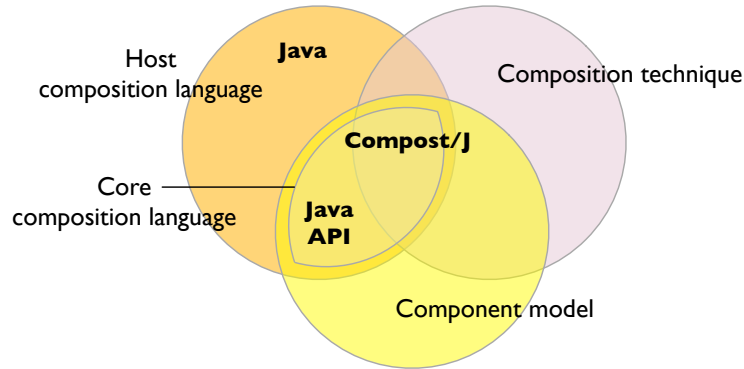 Java
Host
composition language
Composition technique
Compost/J
Core
composition language
Java
API
Component model